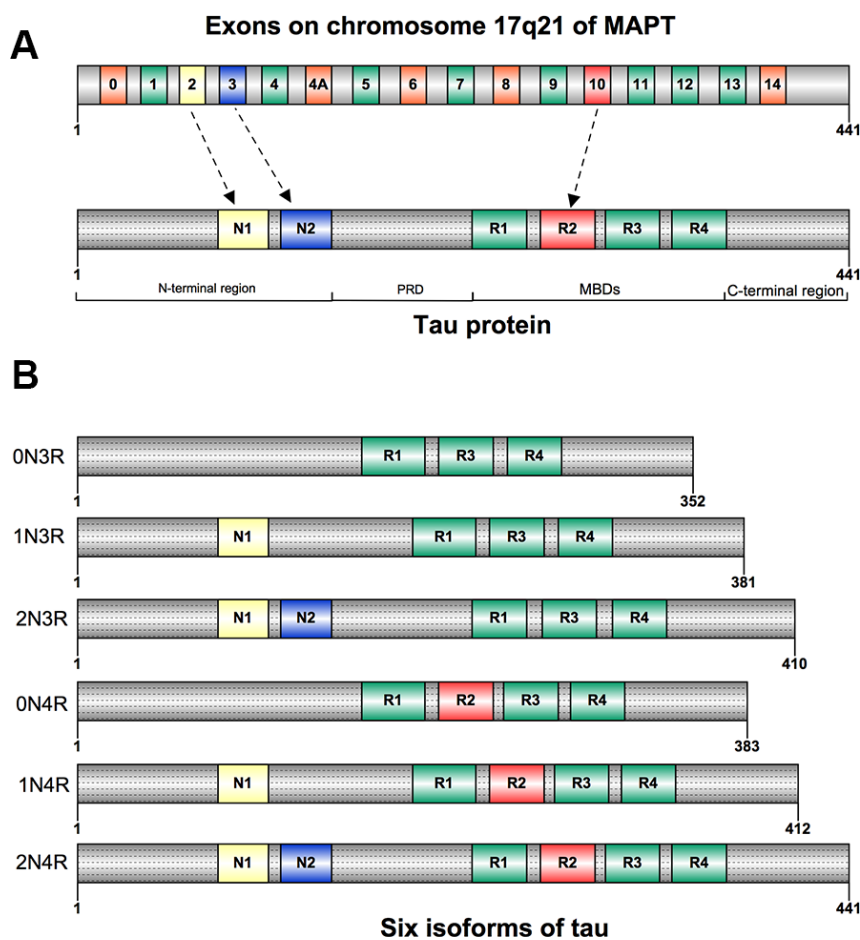 Exons on chromosome 17q21 of MAPT
A
0 1 2 3 4 4A 5 6 7 8 9 10 11 12 13 14
1 441
N1 N2 R1 R2 R3 R4
1 441
N-terminal region PRD MBDs C-terminal region
Tau protein
B
0N3R R1 R3 R4
1 352
1N3R N1 R1 R3 R4
1 381
2N3R N1 N2 R1 R3 R4
1 410
0N4R R1 R2 R3 R4
1 383
1N4R N1 R1 R2 R3 R4
1 412
2N4R N1 N2 R1 R2 R3 R4
1 441
Six isoforms of tau